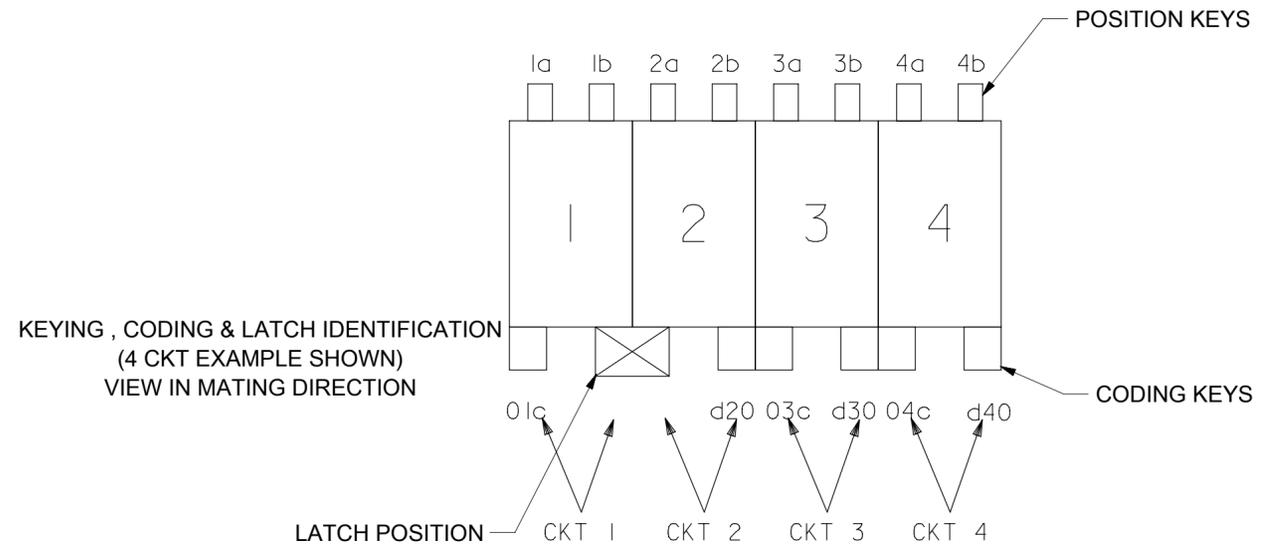 POSITION KEYS
1a 1b 2a 2b 3a 3b 4a 4b
1 2 3 4
KEYING , CODING & LATCH IDENTIFICATION
(4 CKT EXAMPLE SHOWN)
VIEW IN MATING DIRECTION
CODING KEYS
01c d20 03c d30 04c d40
LATCH POSITION
CKT 1 CKT 2 CKT 3 CKT 4